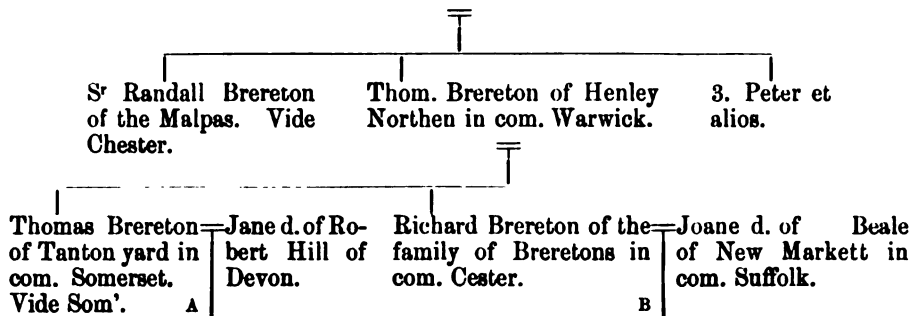 Sr Randall Brereton
of the Malpas. Vide
Chester.
Thom. Brereton of Henley
Northen in com. Warwick.
3. Peter et
alios.
Thomas Brereton
of Tanton yard in
com. Somerset.
Vide Som'.
A
Jane d. of Ro-
bert Hill of
Devon.
Richard Brereton of the
family of Breretons in
com. Cester.
B
Joane d. of Beale
of New Markett in
com. Suffolk.